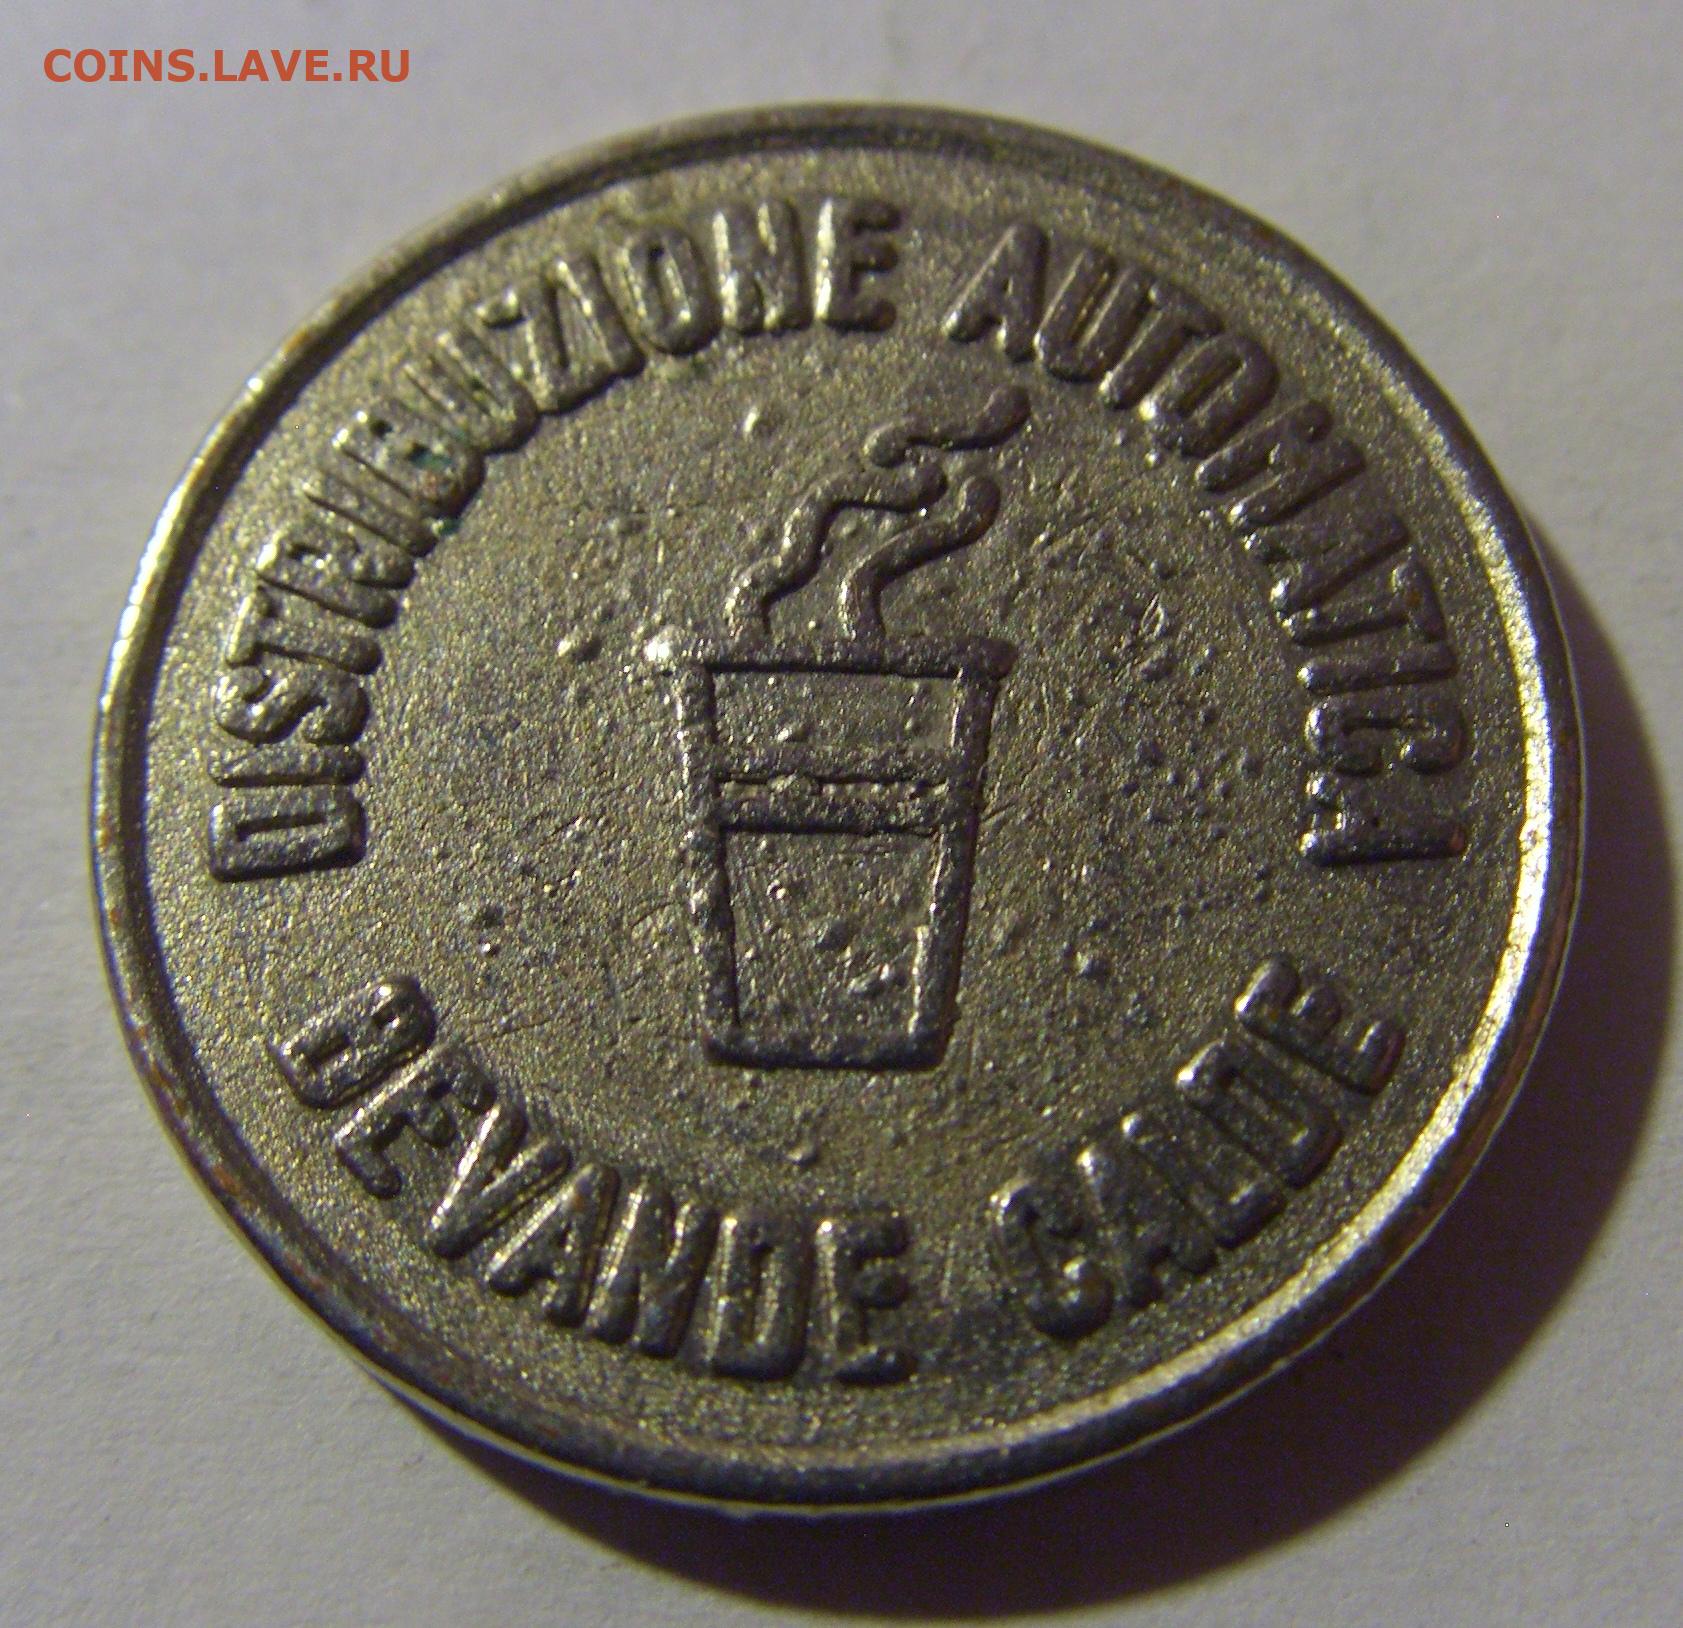 COINS.LAVE.RU
DISTRIBUZIONE AUTOMATICA
BEVANDE CALDE